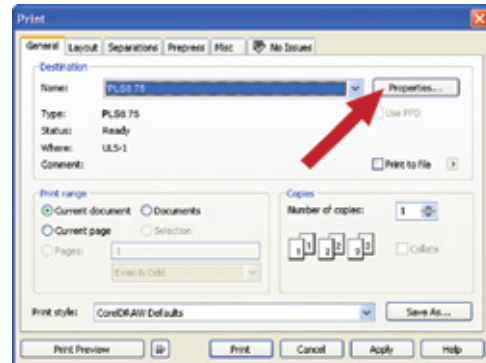 Print
General Layout Separations Prepress Misc No Issues
Destination
Name: PLS6.75 Properties...
Type: PLS6.75 Use PPD
Status: Ready
Where: ULS-1
Comment: Print to file
Print range Copies
Current document Documents Number of copies: 1
Current page Selection
Pages: 1 Collate
Even & Odd
Print style: CorelDRAW Defaults Save As...
Print Preview Print Cancel Apply Help